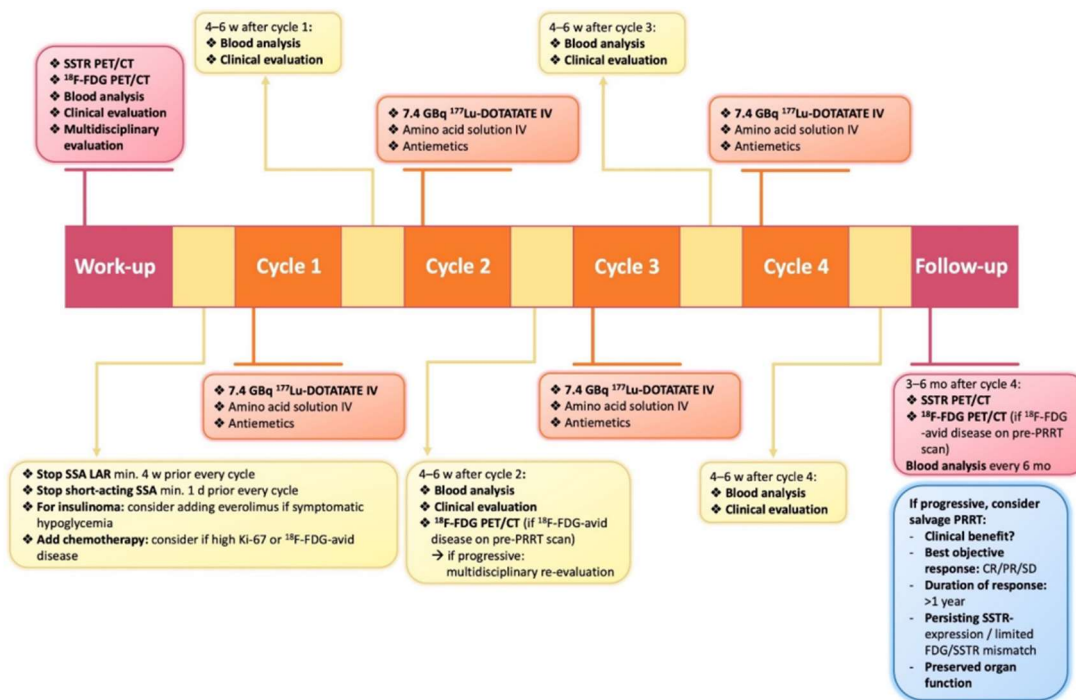 ❖ SSTR PET/CT
❖ ¹⁸F-FDG PET/CT
❖ Blood analysis
❖ Clinical evaluation
❖ Multidisciplinary
evaluation
4–6 w after cycle 1:
❖ Blood analysis
❖ Clinical evaluation
❖ 7.4 GBq ¹⁷⁷Lu-DOTATATE IV
❖ Amino acid solution IV
❖ Antiemetics
4–6 w after cycle 3:
❖ Blood analysis
❖ Clinical evaluation
❖ 7.4 GBq ¹⁷⁷Lu-DOTATATE IV
❖ Amino acid solution IV
❖ Antiemetics
Work-up
Cycle 1
Cycle 2
Cycle 3
Cycle 4
Follow-up
❖ Stop SSA LAR min. 4 w prior every cycle
❖ Stop short-acting SSA min. 1 d prior every cycle
❖ For insulinoma: consider adding everolimus if symptomatic
hypoglycemia
❖ Add chemotherapy: consider if high Ki-67 or ¹⁸F-FDG-avid
disease
❖ 7.4 GBq ¹⁷⁷Lu-DOTATATE IV
❖ Amino acid solution IV
❖ Antiemetics
4–6 w after cycle 2:
❖ Blood analysis
❖ Clinical evaluation
❖ ¹⁸F-FDG PET/CT (if ¹⁸F-FDG-avid
disease on pre-PRRT scan)
→ if progressive:
multidisciplinary re-evaluation
❖ 7.4 GBq ¹⁷⁷Lu-DOTATATE IV
❖ Amino acid solution IV
❖ Antiemetics
4–6 w after cycle 4:
❖ Blood analysis
❖ Clinical evaluation
3–6 mo after cycle 4:
❖ SSTR PET/CT
❖ ¹⁸F-FDG PET/CT (if ¹⁸F-FDG
-avid disease on pre-PRRT
scan)
Blood analysis every 6 mo
If progressive, consider
salvage PRRT:
- Clinical benefit?
- Best objective
response: CR/PR/SD
- Duration of response:
>1 year
- Persisting SSTR-
expression / limited
FDG/SSTR mismatch
- Preserved organ
function